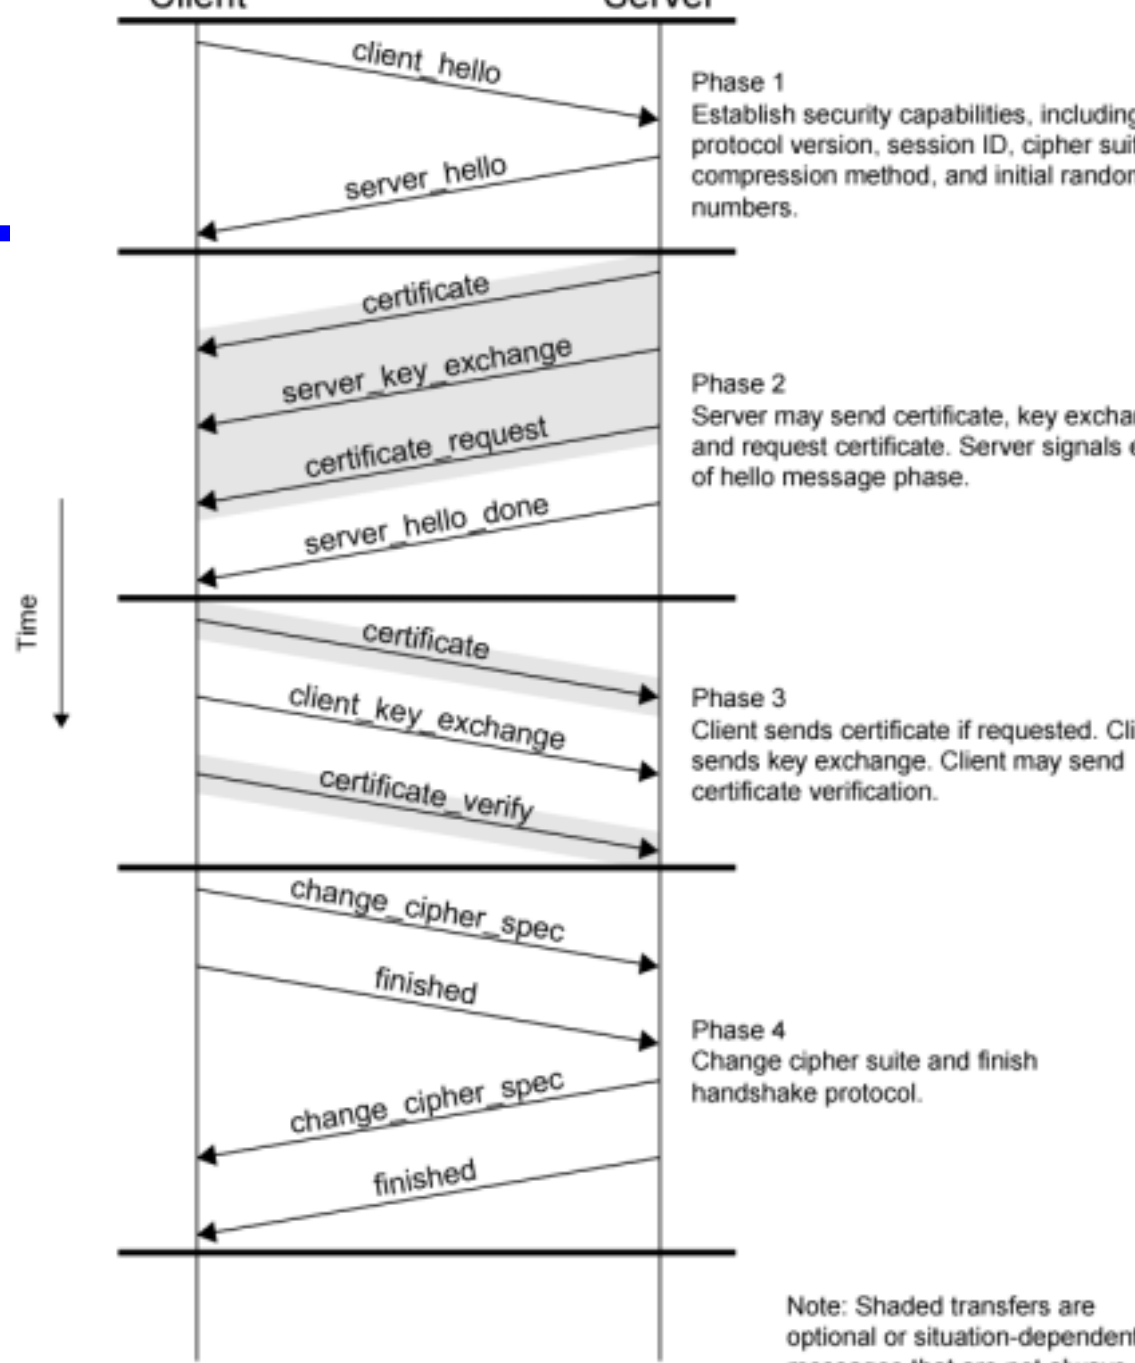 Client Server
client_hello
Phase 1
Establish security capabilities, including
protocol version, session ID, cipher
compression method, and initial
numbers.
server_hello
certificate
server_key_exchange
certificate_request
server_hello_done
Phase 2
Server may send certificate, key
and request certificate. Server signals
of hello message phase.
Time
certificate
client_key_exchange
certificate_verify
Phase 3
Client sends certificate if requested.
sends key exchange. Client may send
certificate verification.
change_cipher_spec
finished
change_cipher_spec
finished
Phase 4
Change cipher suite and finish
handshake protocol.
Note: Shaded transfers are
optional or situation-dependent